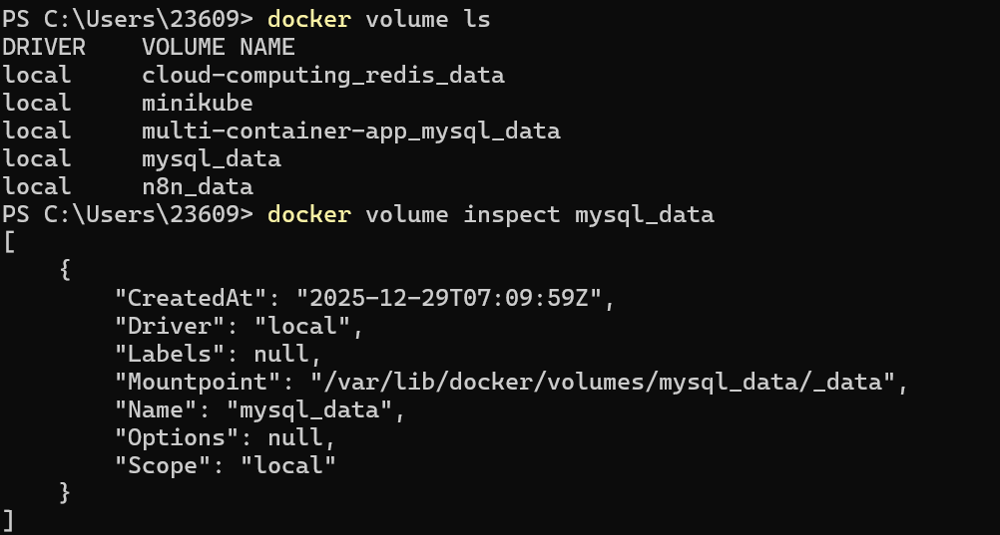 PS C:\Users\23609> docker volume ls
DRIVER    VOLUME NAME
local     cloud-computing_redis_data
local     minikube
local     multi-container-app_mysql_data
local     mysql_data
local     n8n_data
PS C:\Users\23609> docker volume inspect mysql_data
[
    {
        "CreatedAt": "2025-12-29T07:09:59Z",
        "Driver": "local",
        "Labels": null,
        "Mountpoint": "/var/lib/docker/volumes/mysql_data/_data",
        "Name": "mysql_data",
        "Options": null,
        "Scope": "local"
    }
]